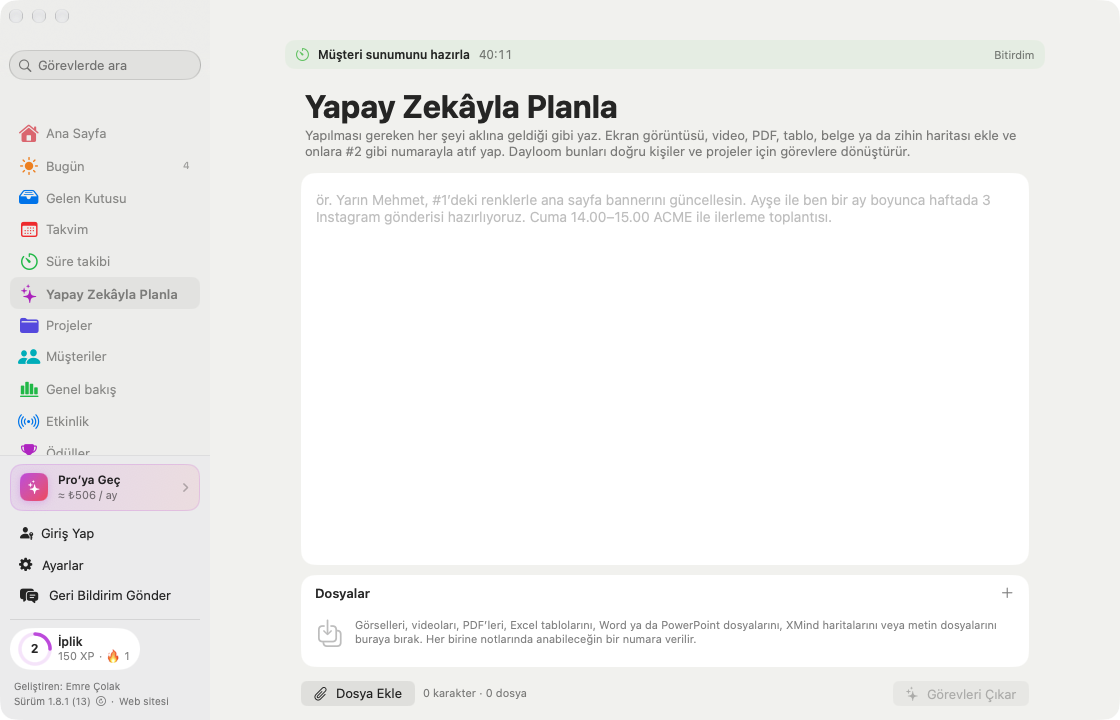 Görevlerde ara
Ana Sayfa
Bugün 4
Gelen Kutusu
Takvim
Süre takibi
Yapay Zekâyla Planla
Projeler
Müşteriler
Genel bakış
Etkinlik
Ödüller
Pro'ya Geç
≈ ₺506 / ay
Giriş Yap
Ayarlar
Geri Bildirim Gönder
2
İplik
150 XP · 🔥 1
Geliştiren: Emre Çolak
Sürüm 1.8.1 (13) · Web sitesi
Müşteri sunumunu hazırla 40:11 Bitirdim
Yapay Zekâyla Planla
Yapılması gereken her şeyi aklına geldiği gibi yaz. Ekran görüntüsü, video, PDF, tablo, belge ya da zihin haritası ekle ve
onlara #2 gibi numarayla atıf yap. Dayloom bunları doğru kişiler ve projeler için görevlere dönüştürür.
ör. Yarın Mehmet, #1'deki renklerle ana sayfa bannerını güncellesin. Ayşe ile ben bir ay boyunca haftada 3
Instagram gönderisi hazırlıyoruz. Cuma 14.00–15.00 ACME ile ilerleme toplantısı.
Dosyalar
Görselleri, videoları, PDF'leri, Excel tablolarını, Word ya da PowerPoint dosyalarını, XMind haritalarını veya metin dosyalarını
buraya bırak. Her birine notlarında anabileceğin bir numara verilir.
Dosya Ekle 0 karakter · 0 dosya
Görevleri Çıkar